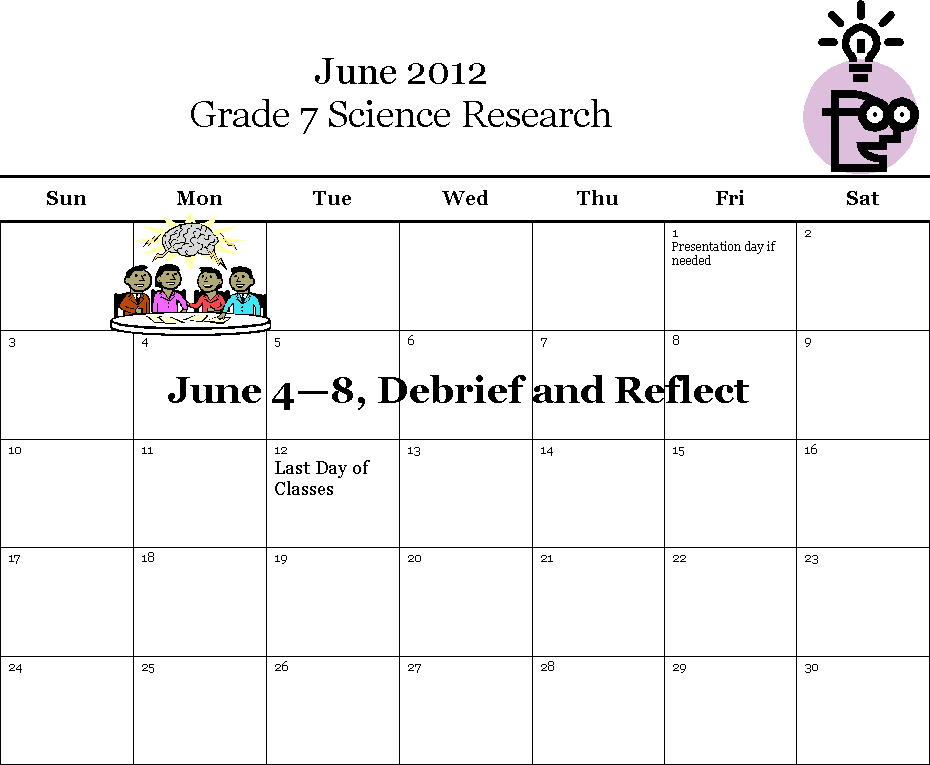 June 2012
Grade 7 Science Research
Sun Mon Tue Wed Thu Fri Sat
1 2
Presentation day if
needed
3 4 5 6 7 8 9
June 4—8, Debrief and Reflect
10 11 12 13 14 15 16
Last Day of
Classes
17 18 19 20 21 22 23
24 25 26 27 28 29 30